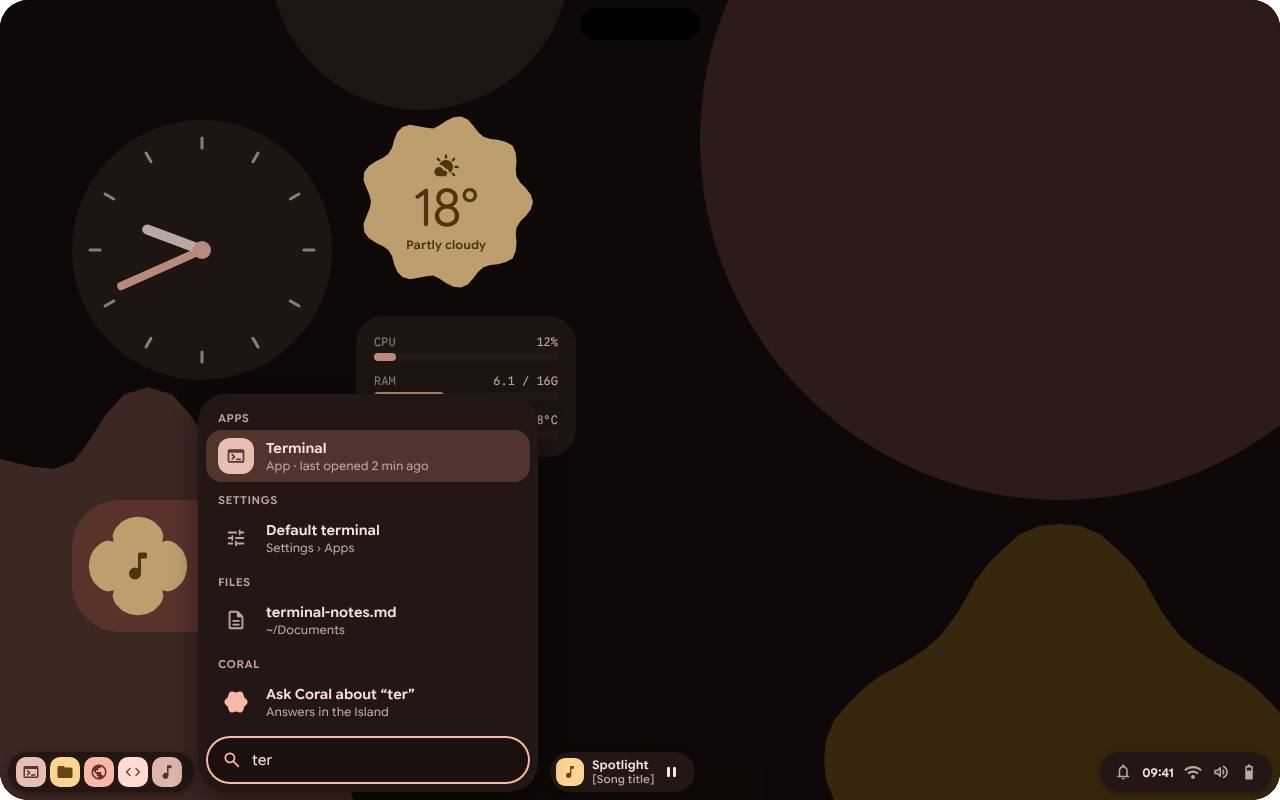 18°
Partly cloudy
CPU 12%
RAM 6.1 / 16G
8°C
APPS
Terminal
App · last opened 2 min ago
SETTINGS
Default terminal
Settings › Apps
FILES
terminal-notes.md
~/Documents
CORAL
Ask Coral about “ter”
Answers in the Island
ter
Spotlight
[Song title]
09:41